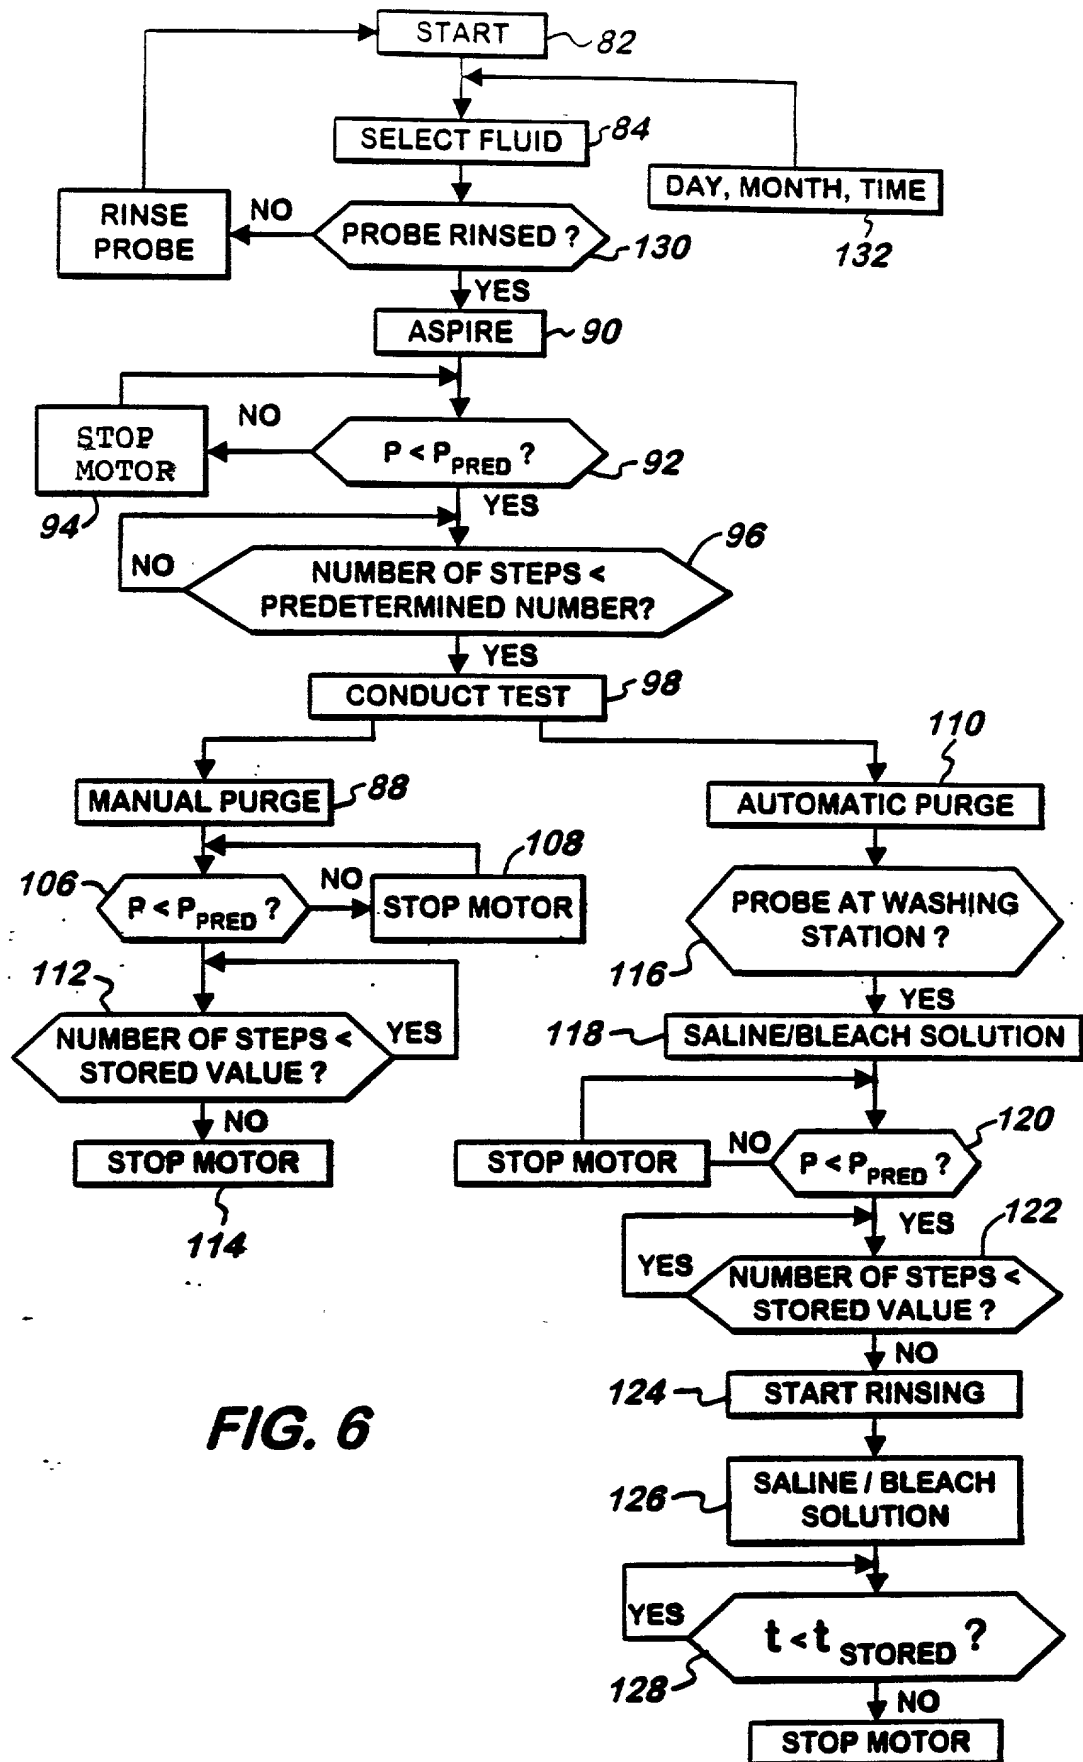 START
82
SELECT FLUID
84
DAY, MONTH, TIME
132
RINSE
PROBE
NO
PROBE RINSED ?
130
YES
ASPIRE
90
STOP
MOTOR
94
NO
P < P PRED ?
92
YES
NO
NUMBER OF STEPS <
PREDETERMINED NUMBER?
96
YES
CONDUCT TEST
98
MANUAL PURGE
88
106
P < P PRED ?
NO
STOP MOTOR
108
112
NUMBER OF STEPS <
STORED VALUE ?
YES
NO
STOP MOTOR
114
110
AUTOMATIC PURGE
PROBE AT WASHING
STATION ?
116
YES
118
SALINE/BLEACH SOLUTION
STOP MOTOR
NO
P < P PRED ?
120
YES
122
YES
NUMBER OF STEPS <
STORED VALUE ?
NO
124
START RINSING
126
SALINE / BLEACH
SOLUTION
YES
t < t STORED ?
128
NO
STOP MOTOR
FIG. 6